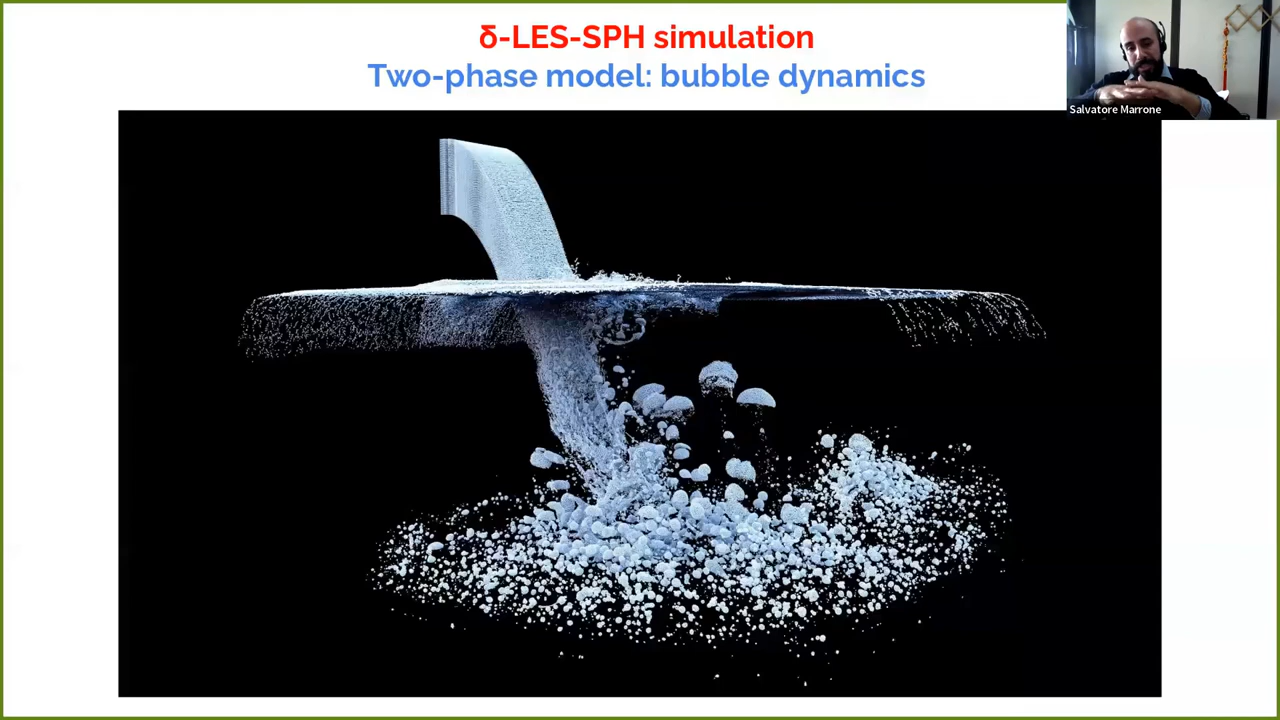 δ-LES-SPH simulation
Two-phase model: bubble dynamics
Salvatore Marrone